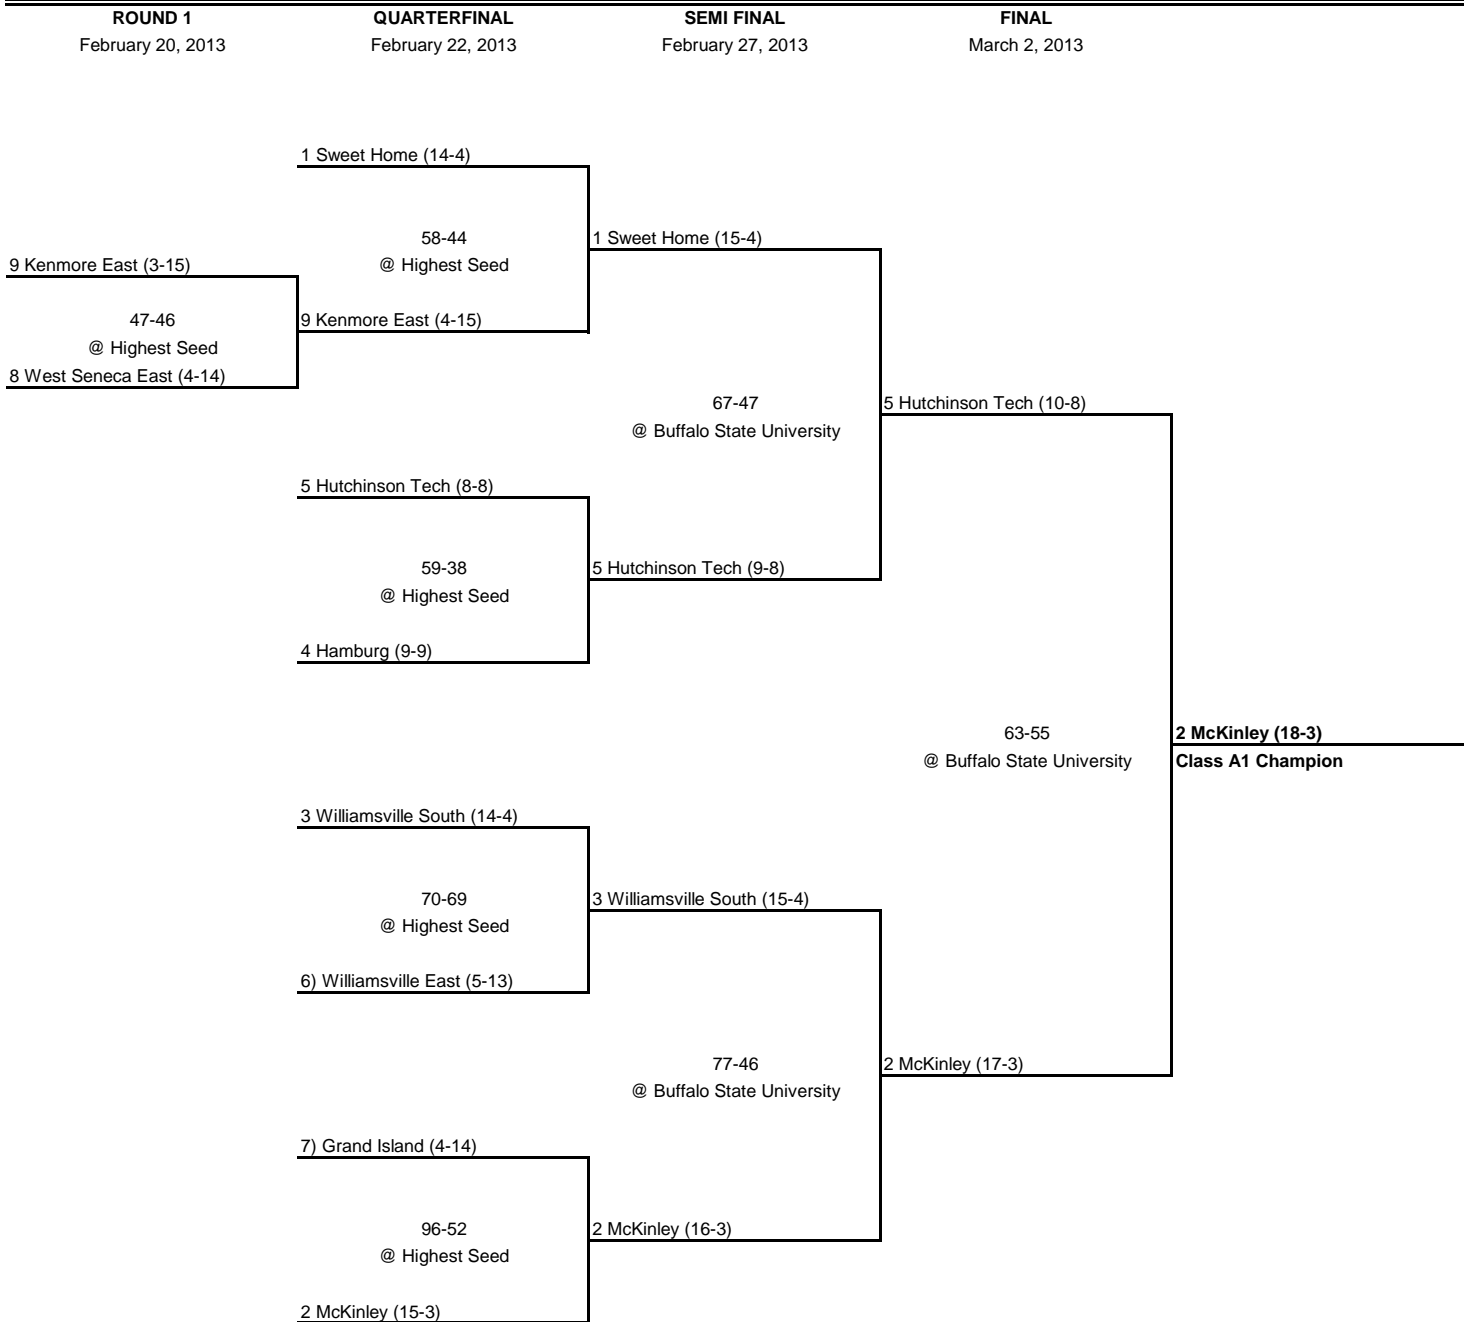 ROUND 1 QUARTERFINAL SEMI FINAL FINAL
February 20, 2013 February 22, 2013 February 27, 2013 March 2, 2013
1 Sweet Home (14-4)
58-44 1 Sweet Home (15-4)
9 Kenmore East (3-15) @ Highest Seed
47-46 9 Kenmore East (4-15)
@ Highest Seed
8 West Seneca East (4-14)
67-47 5 Hutchinson Tech (10-8)
@ Buffalo State University
5 Hutchinson Tech (8-8)
59-38 5 Hutchinson Tech (9-8)
@ Highest Seed
4 Hamburg (9-9)
63-55 2 McKinley (18-3)
@ Buffalo State University Class A1 Champion
3 Williamsville South (14-4)
70-69 3 Williamsville South (15-4)
@ Highest Seed
6) Williamsville East (5-13)
77-46 2 McKinley (17-3)
@ Buffalo State University
7) Grand Island (4-14)
96-52 2 McKinley (16-3)
@ Highest Seed
2 McKinley (15-3)